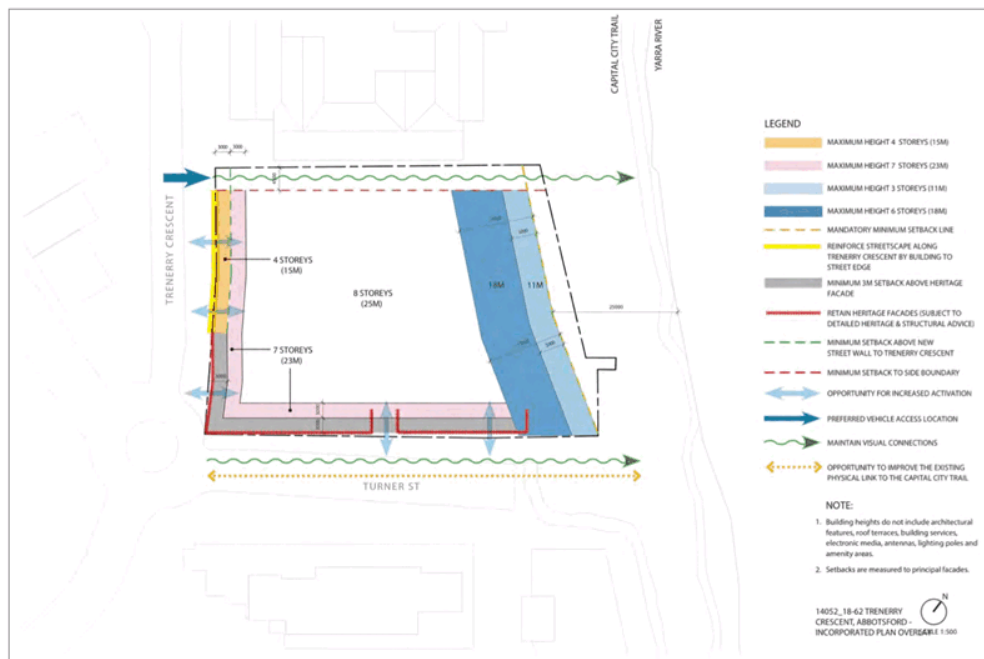 CAPITAL CITY TRAIL
YARRA RIVER
TRENERRY CRESCENT
4 STOREYS
(15M)
8 STOREYS
(25M)
7 STOREYS
(23M)
18M
11M
TURNER ST
LEGEND
MAXIMUM HEIGHT 4 STOREYS (15M)
MAXIMUM HEIGHT 7 STOREYS (23M)
MAXIMUM HEIGHT 3 STOREYS (11M)
MAXIMUM HEIGHT 6 STOREYS (18M)
MANDATORY MINIMUM SETBACK LINE
REINFORCE STREETSCAPE ALONG
TRENERRY CRESCENT BY BUILDING TO
STREET EDGE
MINIMUM 3M SETBACK ABOVE HERITAGE
FACADE
RETAIN HERITAGE FACADES (SUBJECT TO
DETAILED HERITAGE & STRUCTURAL ADVICE)
MINIMUM SETBACK ABOVE NEW
STREET WALL TO TRENERRY CRESCENT
MINIMUM SETBACK TO SIDE BOUNDARY
OPPORTUNITY FOR INCREASED ACTIVATION
PREFERRED VEHICLE ACCESS LOCATION
MAINTAIN VISUAL CONNECTIONS
OPPORTUNITY TO IMPROVE THE EXISTING
PHYSICAL LINK TO THE CAPITAL CITY TRAIL
NOTE:
1. Building heights do not include architectural
features, roof terraces, building services,
electronic media, antennas, lighting poles and
amenity areas.
2. Setbacks are measured to principal facades.
N
14052_18-62 TRENERRY
CRESCENT, ABBOTSFORD -
INCORPORATED PLAN OVERLAY
1:500